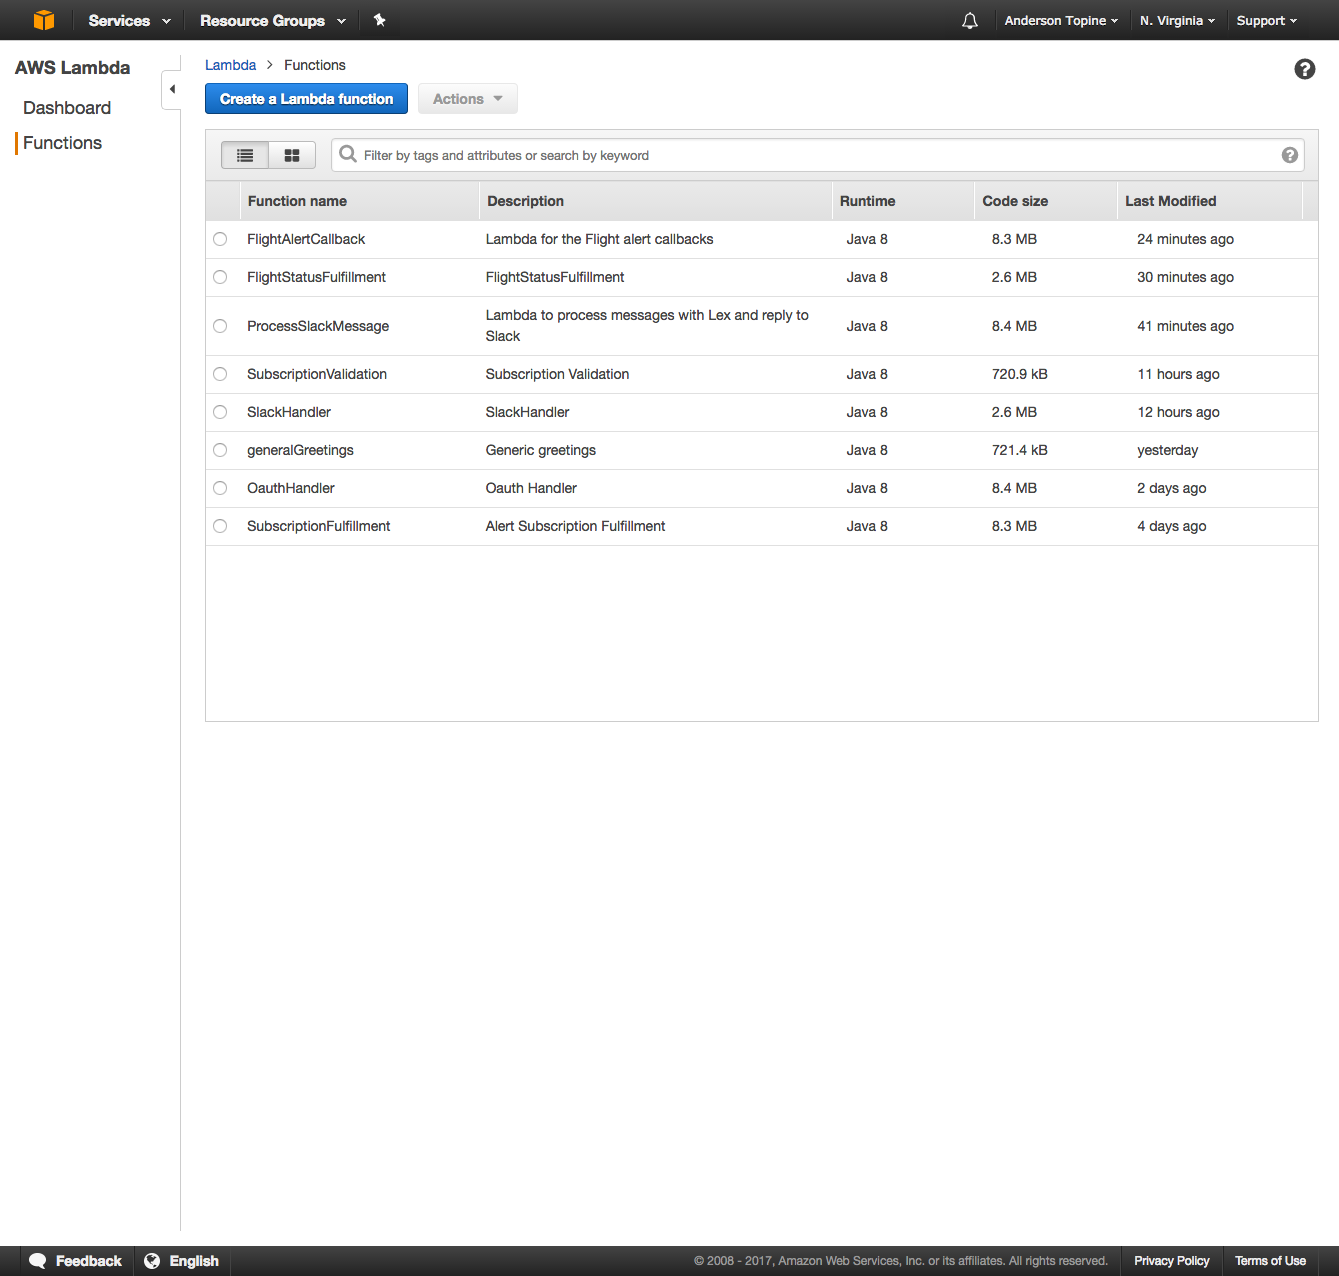 Services Resource Groups Anderson Topine N. Virginia Support
AWS Lambda
Dashboard
Functions
Lambda > Functions
Create a Lambda function Actions
Filter by tags and attributes or search by keyword
Function name Description Runtime Code size Last Modified
FlightAlertCallback Lambda for the Flight alert callbacks Java 8 8.3 MB 24 minutes ago
FlightStatusFulfillment FlightStatusFulfillment Java 8 2.6 MB 30 minutes ago
ProcessSlackMessage Lambda to process messages with Lex and reply to
Slack Java 8 8.4 MB 41 minutes ago
SubscriptionValidation Subscription Validation Java 8 720.9 kB 11 hours ago
SlackHandler SlackHandler Java 8 2.6 MB 12 hours ago
generalGreetings Generic greetings Java 8 721.4 kB yesterday
OauthHandler Oauth Handler Java 8 8.4 MB 2 days ago
SubscriptionFulfillment Alert Subscription Fulfillment Java 8 8.3 MB 4 days ago
Feedback English © 2008 - 2017, Amazon Web Services, Inc. or its affiliates. All rights reserved. Privacy Policy Terms of Use